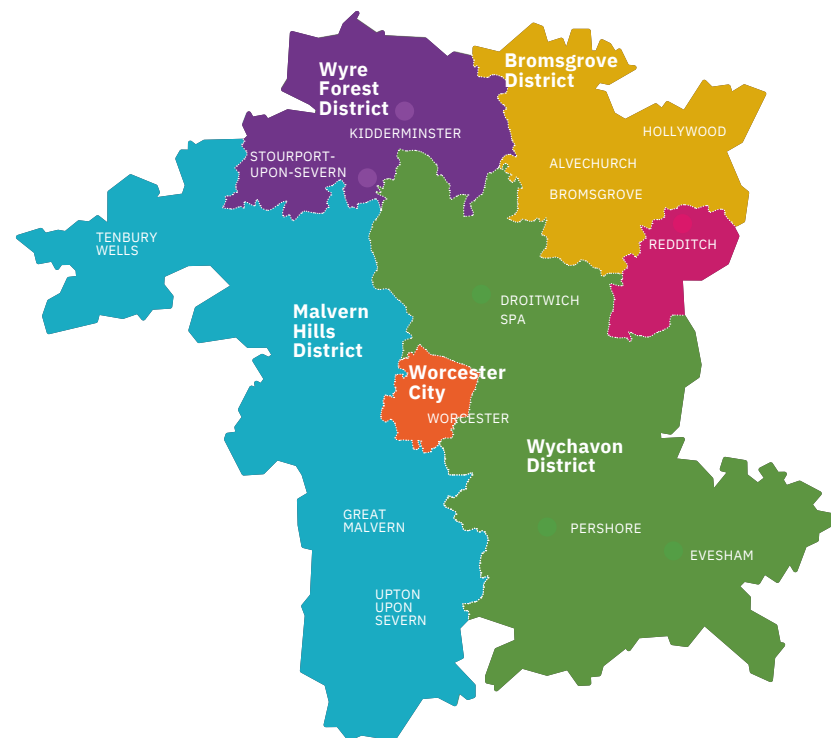 Wyre
Forest
District
KIDDERMINSTER
STOURPORT-
UPON-SEVERN
Bromsgrove
District
HOLLYWOOD
ALVECHURCH
BROMSGROVE
REDDITCH
TENBURY
WELLS
Malvern
Hills
District
DROITWICH
SPA
Worcester
City
WORCESTER
Wychavon
District
GREAT
MALVERN
PERSHORE
EVESHAM
UPTON
UPON
SEVERN